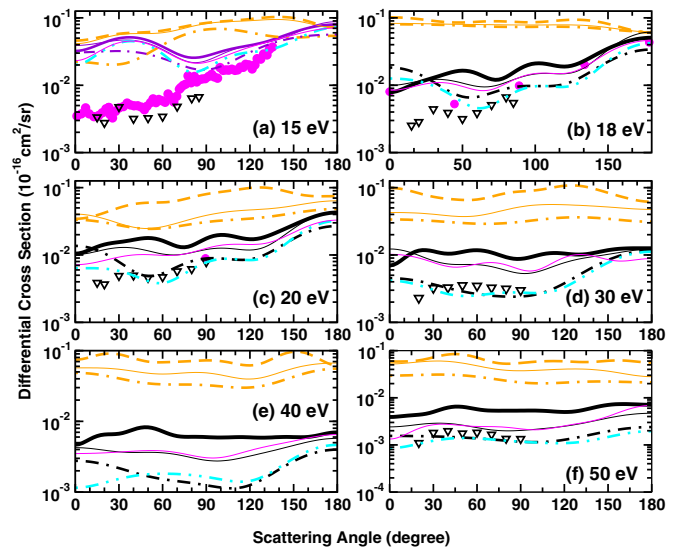 Differential Cross Section (10⁻¹⁶ cm²/sr)
10⁻¹
10⁻²
10⁻³
(a) 15 eV
0 30 60 90 120 150 180
10⁻¹
10⁻²
10⁻³
(b) 18 eV
0 50 100 150
10⁻¹
10⁻²
10⁻³
(c) 20 eV
0 30 60 90 120 150 180
10⁻¹
10⁻²
10⁻³
(d) 30 eV
0 30 60 90 120 150 180
10⁻¹
10⁻²
10⁻³
(e) 40 eV
0 30 60 90 120 150 180
10⁰
10⁻¹
10⁻²
10⁻³
10⁻⁴
(f) 50 eV
0 30 60 90 120 150 180
Scattering Angle (degree)